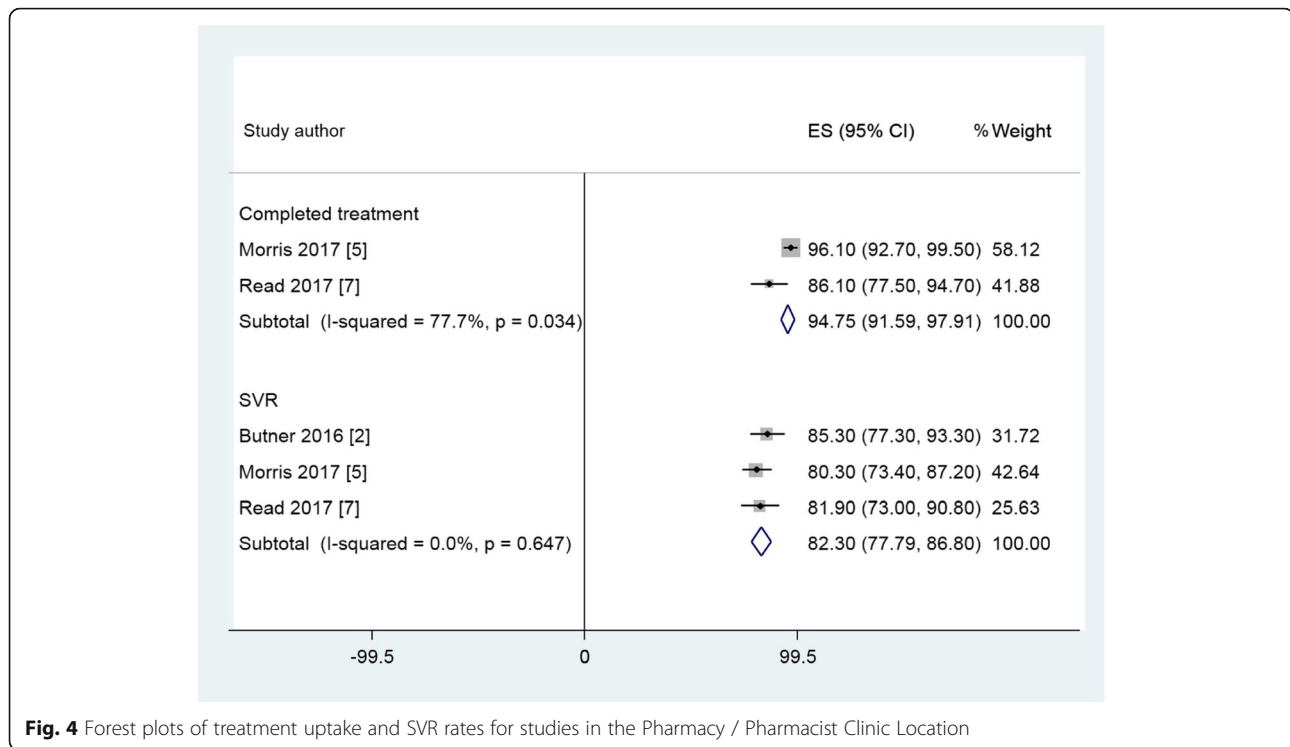 Study author ES (95% CI) % Weight
Completed treatment
Morris 2017 [5] 96.10 (92.70, 99.50) 58.12
Read 2017 [7] 86.10 (77.50, 94.70) 41.88
Subtotal (I-squared = 77.7%, p = 0.034) 94.75 (91.59, 97.91) 100.00
SVR
Butner 2016 [2] 85.30 (77.30, 93.30) 31.72
Morris 2017 [5] 80.30 (73.40, 87.20) 42.64
Read 2017 [7] 81.90 (73.00, 90.80) 25.63
Subtotal (I-squared = 0.0%, p = 0.647) 82.30 (77.79, 86.80) 100.00
-99.5 0 99.5
Fig. 4 Forest plots of treatment uptake and SVR rates for studies in the Pharmacy / Pharmacist Clinic Location